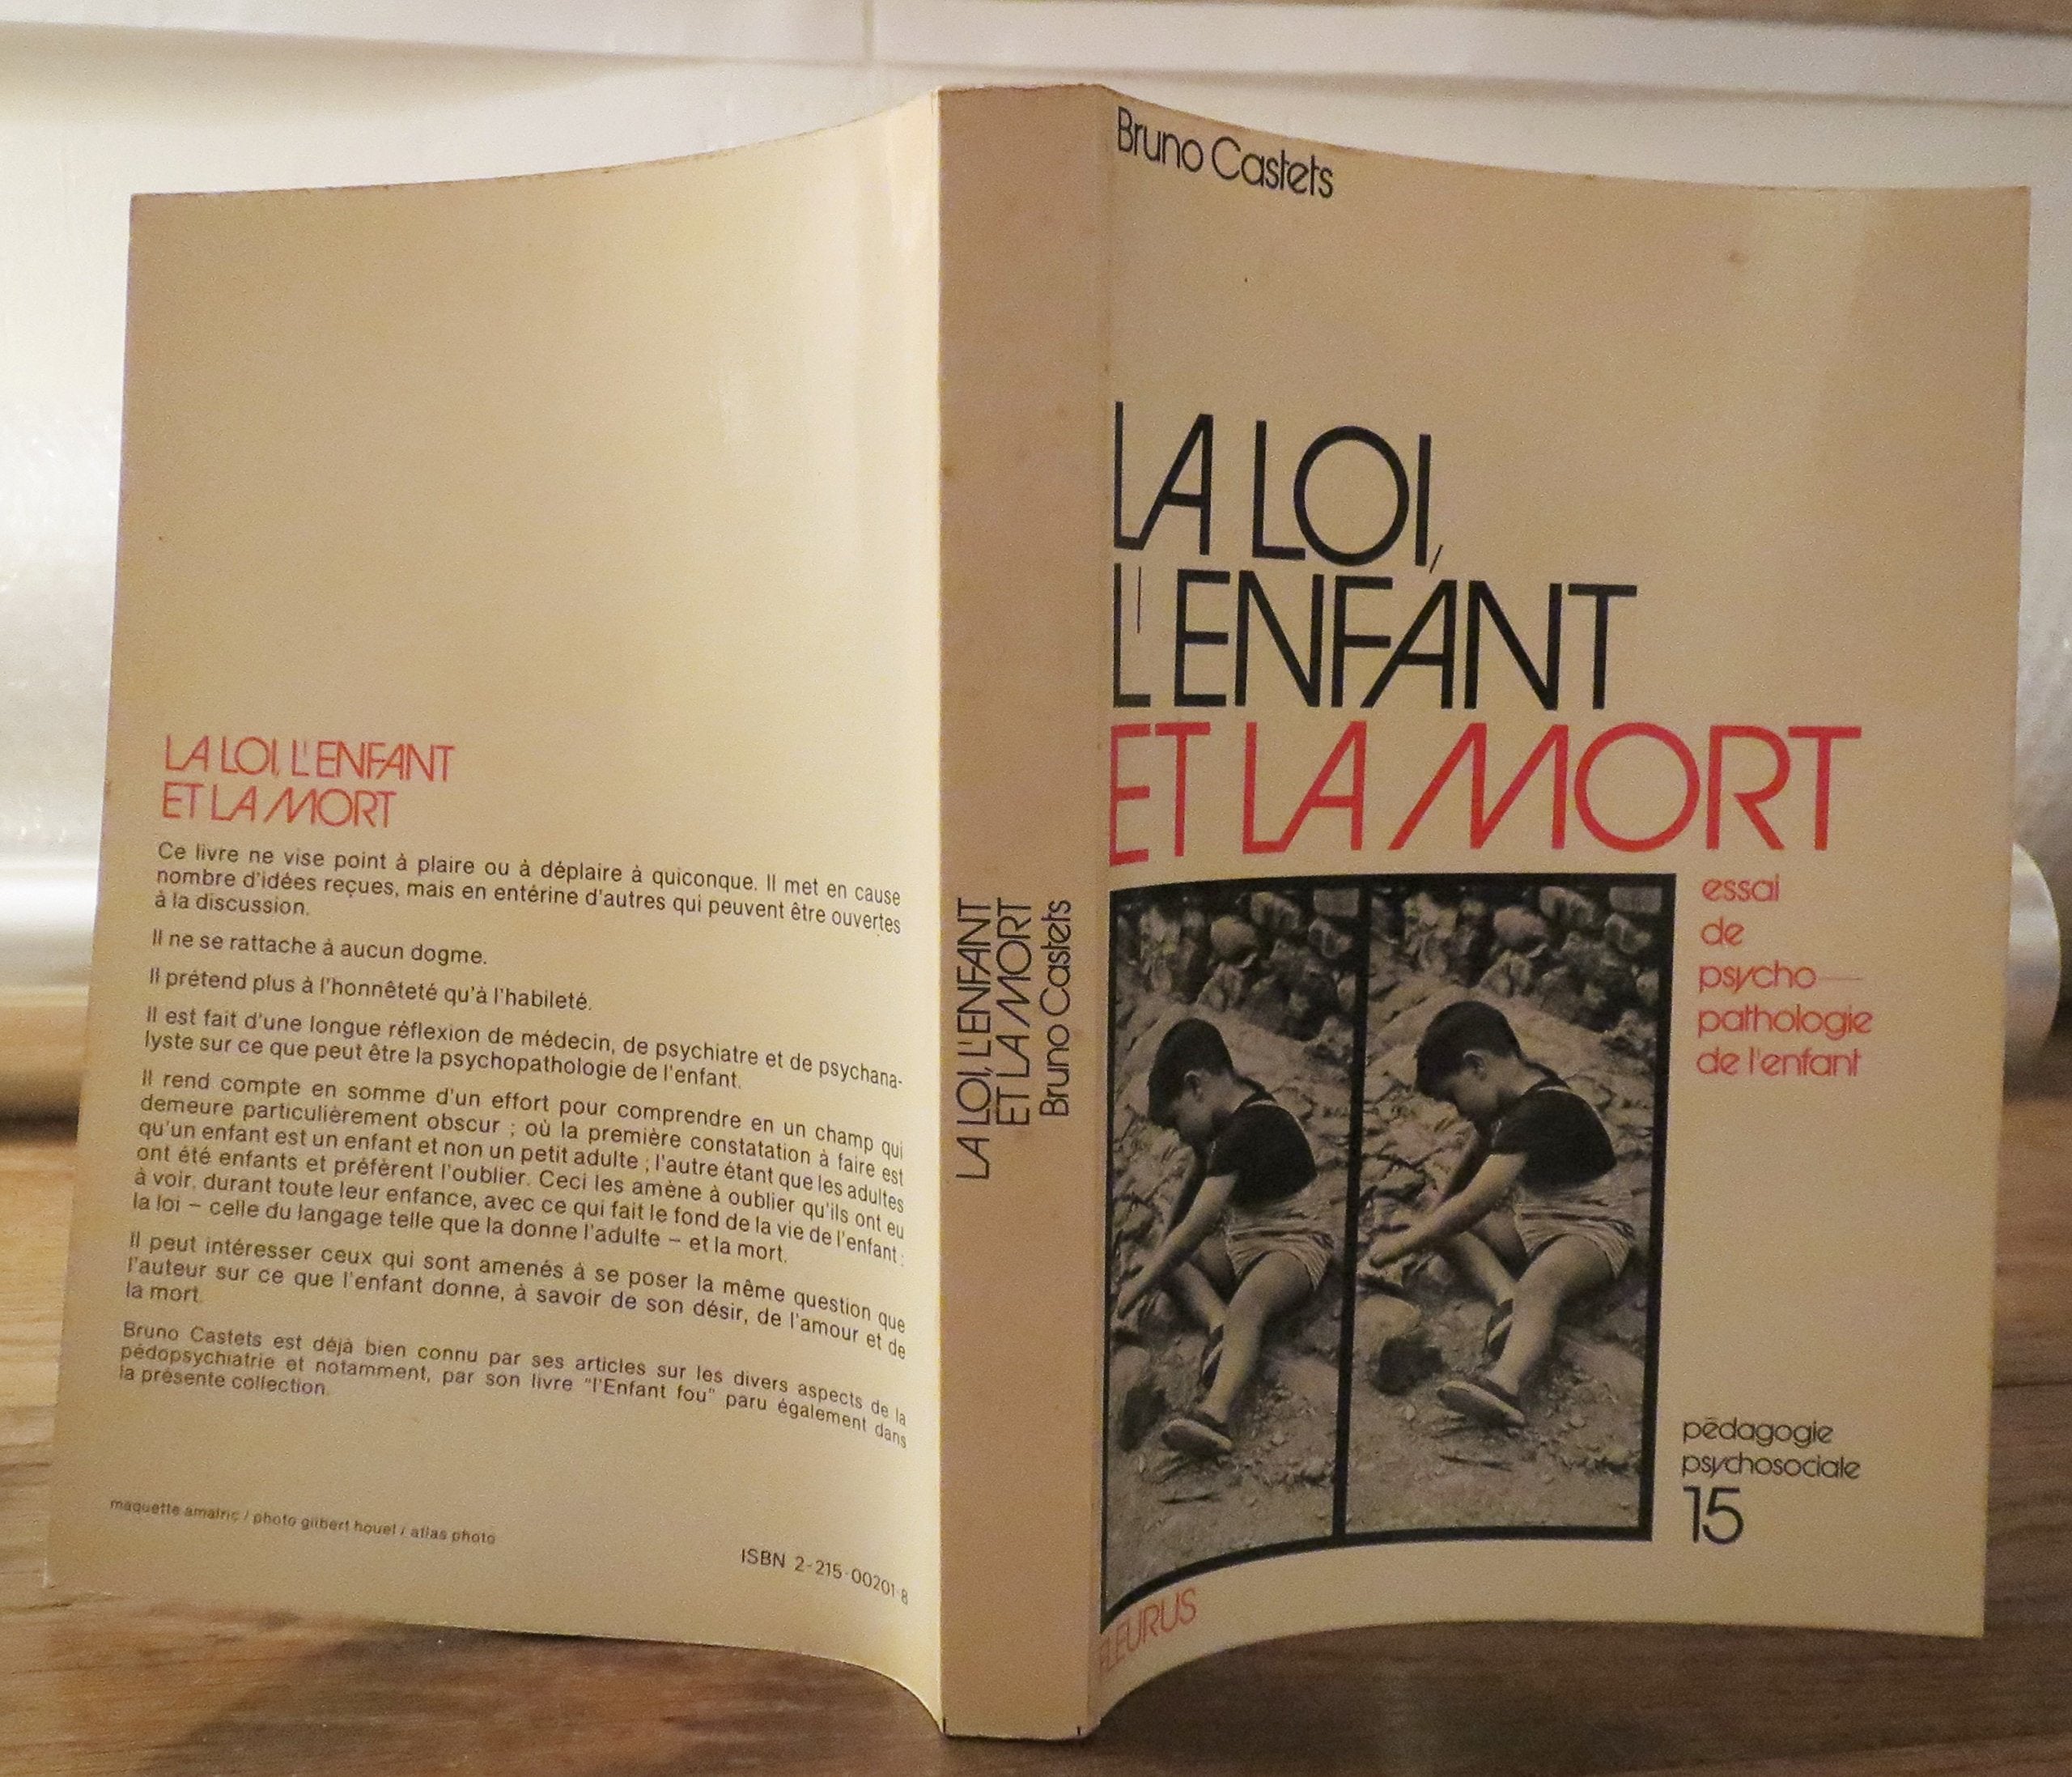 LA LOI, L'ENFANT
ET LA MORT
Ce livre ne vise point à plaire ou à déplaire à quiconque. Il met en cause
nombre d'idées reçues, mais en entérine d'autres qui peuvent être ouvertes
à la discussion.
Il ne se rattache à aucun dogme.
Il prétend plus à l'honnêteté qu'à l'habileté.
Il est fait d'une longue réflexion de médecin, de psychiatre et de psychana-
lyste sur ce que peut être la psychopathologie de l'enfant.
Il rend compte en somme d'un effort pour comprendre en un champ qui
demeure particulièrement obscur ; où la première constatation à faire est
qu'un enfant est un enfant et non un petit adulte ; l'autre étant que les adultes
ont été enfants et préfèrent l'oublier. Ceci les amène à oublier qu'ils ont eu
à voir, durant toute leur enfance, avec ce qui fait le fond de la vie de l'enfant :
la loi – celle du langage telle que la donne l'adulte – et la mort.
Il peut intéresser ceux qui sont amenés à se poser la même question que
l'auteur sur ce que l'enfant donne, à savoir de son désir, de l'amour et de
la mort.
Bruno Castets est déjà bien connu par ses articles sur les divers aspects de la
pédopsychiatrie et notamment, par son livre "l'Enfant fou" paru également dans
la présente collection.
maquette amalric / photo gilbert houel / atlas photo
ISBN 2-215-00201-8
LA LOI, L'ENFANT
ET LA MORT
Bruno Castets
Bruno Castets
LA LOI,
L'ENFANT
ET LA MORT
essai
de
psycho—
pathologie
de l'enfant
pédagogie
psychosociale
15
FLEURUS